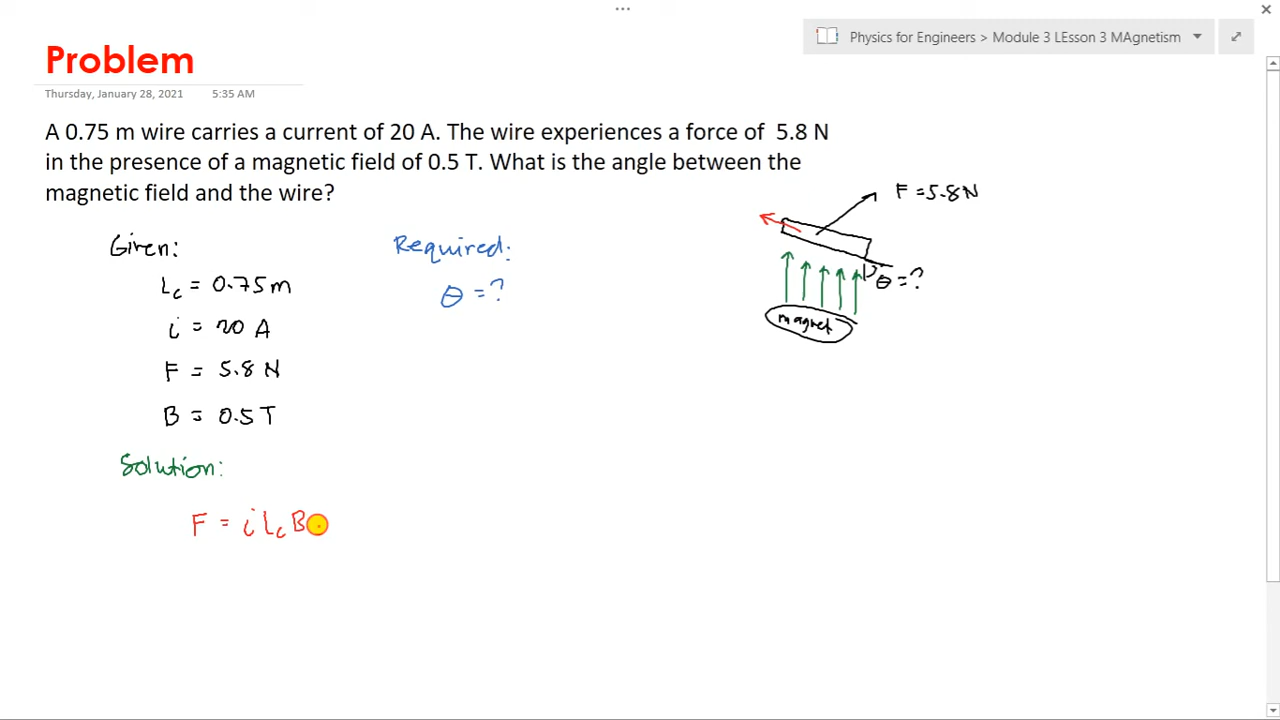 Physics for Engineers > Module 3 LEsson 3 MAgnetism
Problem
Thursday, January 28, 2021 5:35 AM
A 0.75 m wire carries a current of 20 A. The wire experiences a force of 5.8 N
in the presence of a magnetic field of 0.5 T. What is the angle between the
magnetic field and the wire?
F = 5.8 N
θ = ?
magnet
Given:
Lc = 0.75 m
i = 20 A
F = 5.8 N
B = 0.5 T
Required:
θ = ?
Solution:
F = i Lc B